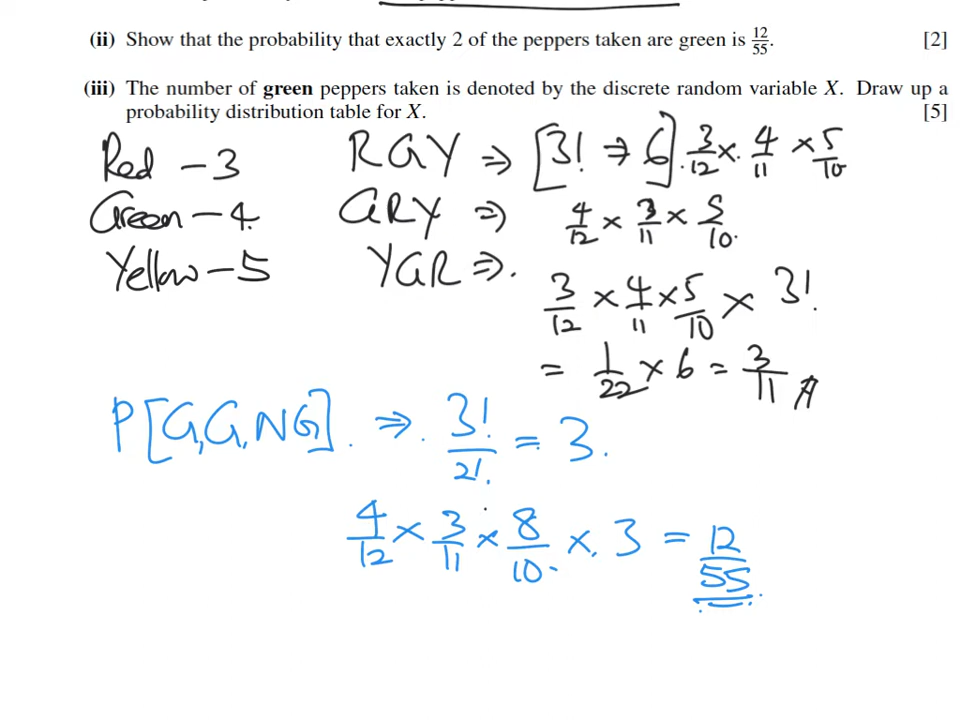 (ii) Show that the probability that exactly 2 of the peppers taken are green is 12/55. [2]
(iii) The number of green peppers taken is denoted by the discrete random variable X. Draw up a
probability distribution table for X. [5]
Red - 3 RGY ⇒ [3! ⇒ 6] . 3/12 × 4/11 × 5/10
Green - 4 GRY ⇒ 4/12 × 3/11 × 5/10
Yellow - 5 YGR ⇒.
3/12 × 4/11 × 5/10 × 3!
= 1/22 × 6 = 3/11
P[G,G,NG]. ⇒. 3!/2! = 3.
4/12 × 3/11 × 8/10 × 3 = 12/55